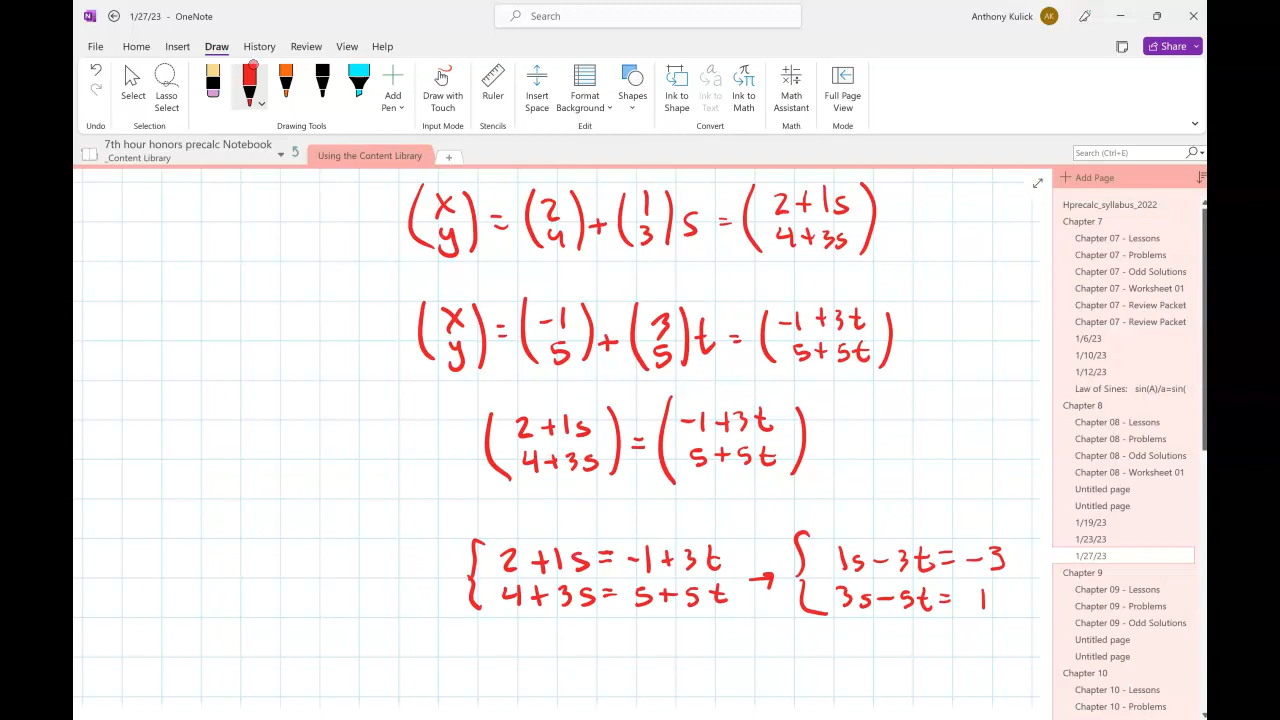 1/27/23 - OneNote
Search
Anthony Kulick
AK
File Home Insert Draw History Review View Help
Share
Undo
Select
Lasso Select
Add Pen
Draw with Touch
Ruler
Insert Space
Format Background
Shapes
Ink to Shape
Ink to Text
Ink to Math
Math Assistant
Full Page View
Undo Selection Drawing Tools Input Mode Stencils Edit Convert Math Mode
7th hour honors precalc Notebook
_Content Library
Using the Content Library
+
Search (Ctrl+E)
(x y) = (2 4) + (1 3) s = (2 + 1s 4 + 3s)
(x y) = (-1 5) + (3 5) t = (-1 + 3t 5 + 5t)
(2 + 1s 4 + 3s) = (-1 + 3t 5 + 5t)
{ 2 + 1s = -1 + 3t → { 1s - 3t = -3
4 + 3s = 5 + 5t 3s - 5t = 1
Add Page
Hprecalc_syllabus_2022
Chapter 7
Chapter 07 - Lessons
Chapter 07 - Problems
Chapter 07 - Odd Solutions
Chapter 07 - Worksheet 01
Chapter 07 - Review Packet
Chapter 07 - Review Packet
1/6/23
1/10/23
1/12/23
Law of Sines: sin(A)/a=sin(
Chapter 8
Chapter 08 - Lessons
Chapter 08 - Problems
Chapter 08 - Odd Solutions
Chapter 08 - Worksheet 01
Untitled page
Untitled page
1/19/23
1/23/23
1/27/23
Chapter 9
Chapter 09 - Lessons
Chapter 09 - Problems
Chapter 09 - Odd Solutions
Untitled page
Untitled page
Chapter 10
Chapter 10 - Lessons
Chapter 10 - Problems